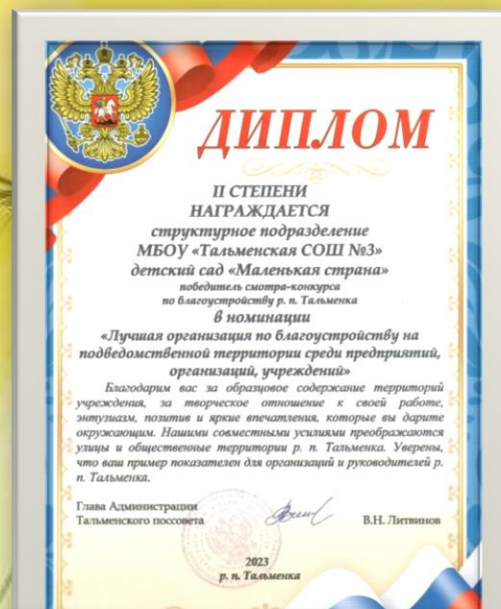 ДИПЛОМ
II СТЕПЕНИ
НАГРАЖДАЕТСЯ
структурное подразделение
МБОУ «Тальменская СОШ №3»
детский сад «Маленькая страна»
победитель смотра-конкурса
по благоустройству р. п. Тальменка
в номинации
«Лучшая организация по благоустройству на
подведомственной территории среди предприятий,
организаций, учреждений»
Благодарим вас за образцовое содержание территорий
учреждения, за творческое отношение к своей работе,
энтузиазм, позитив и яркие впечатления, которые вы дарите
окружающим. Нашими совместными усилиями преображаются
улицы и общественные территории р. п. Тальменка. Уверены,
что ваш пример показателен для организаций и руководителей р.
п. Тальменка.
Глава Администрации
Тальменского поссовета В.Н. Литвинов
2023
р. п. Тальменка